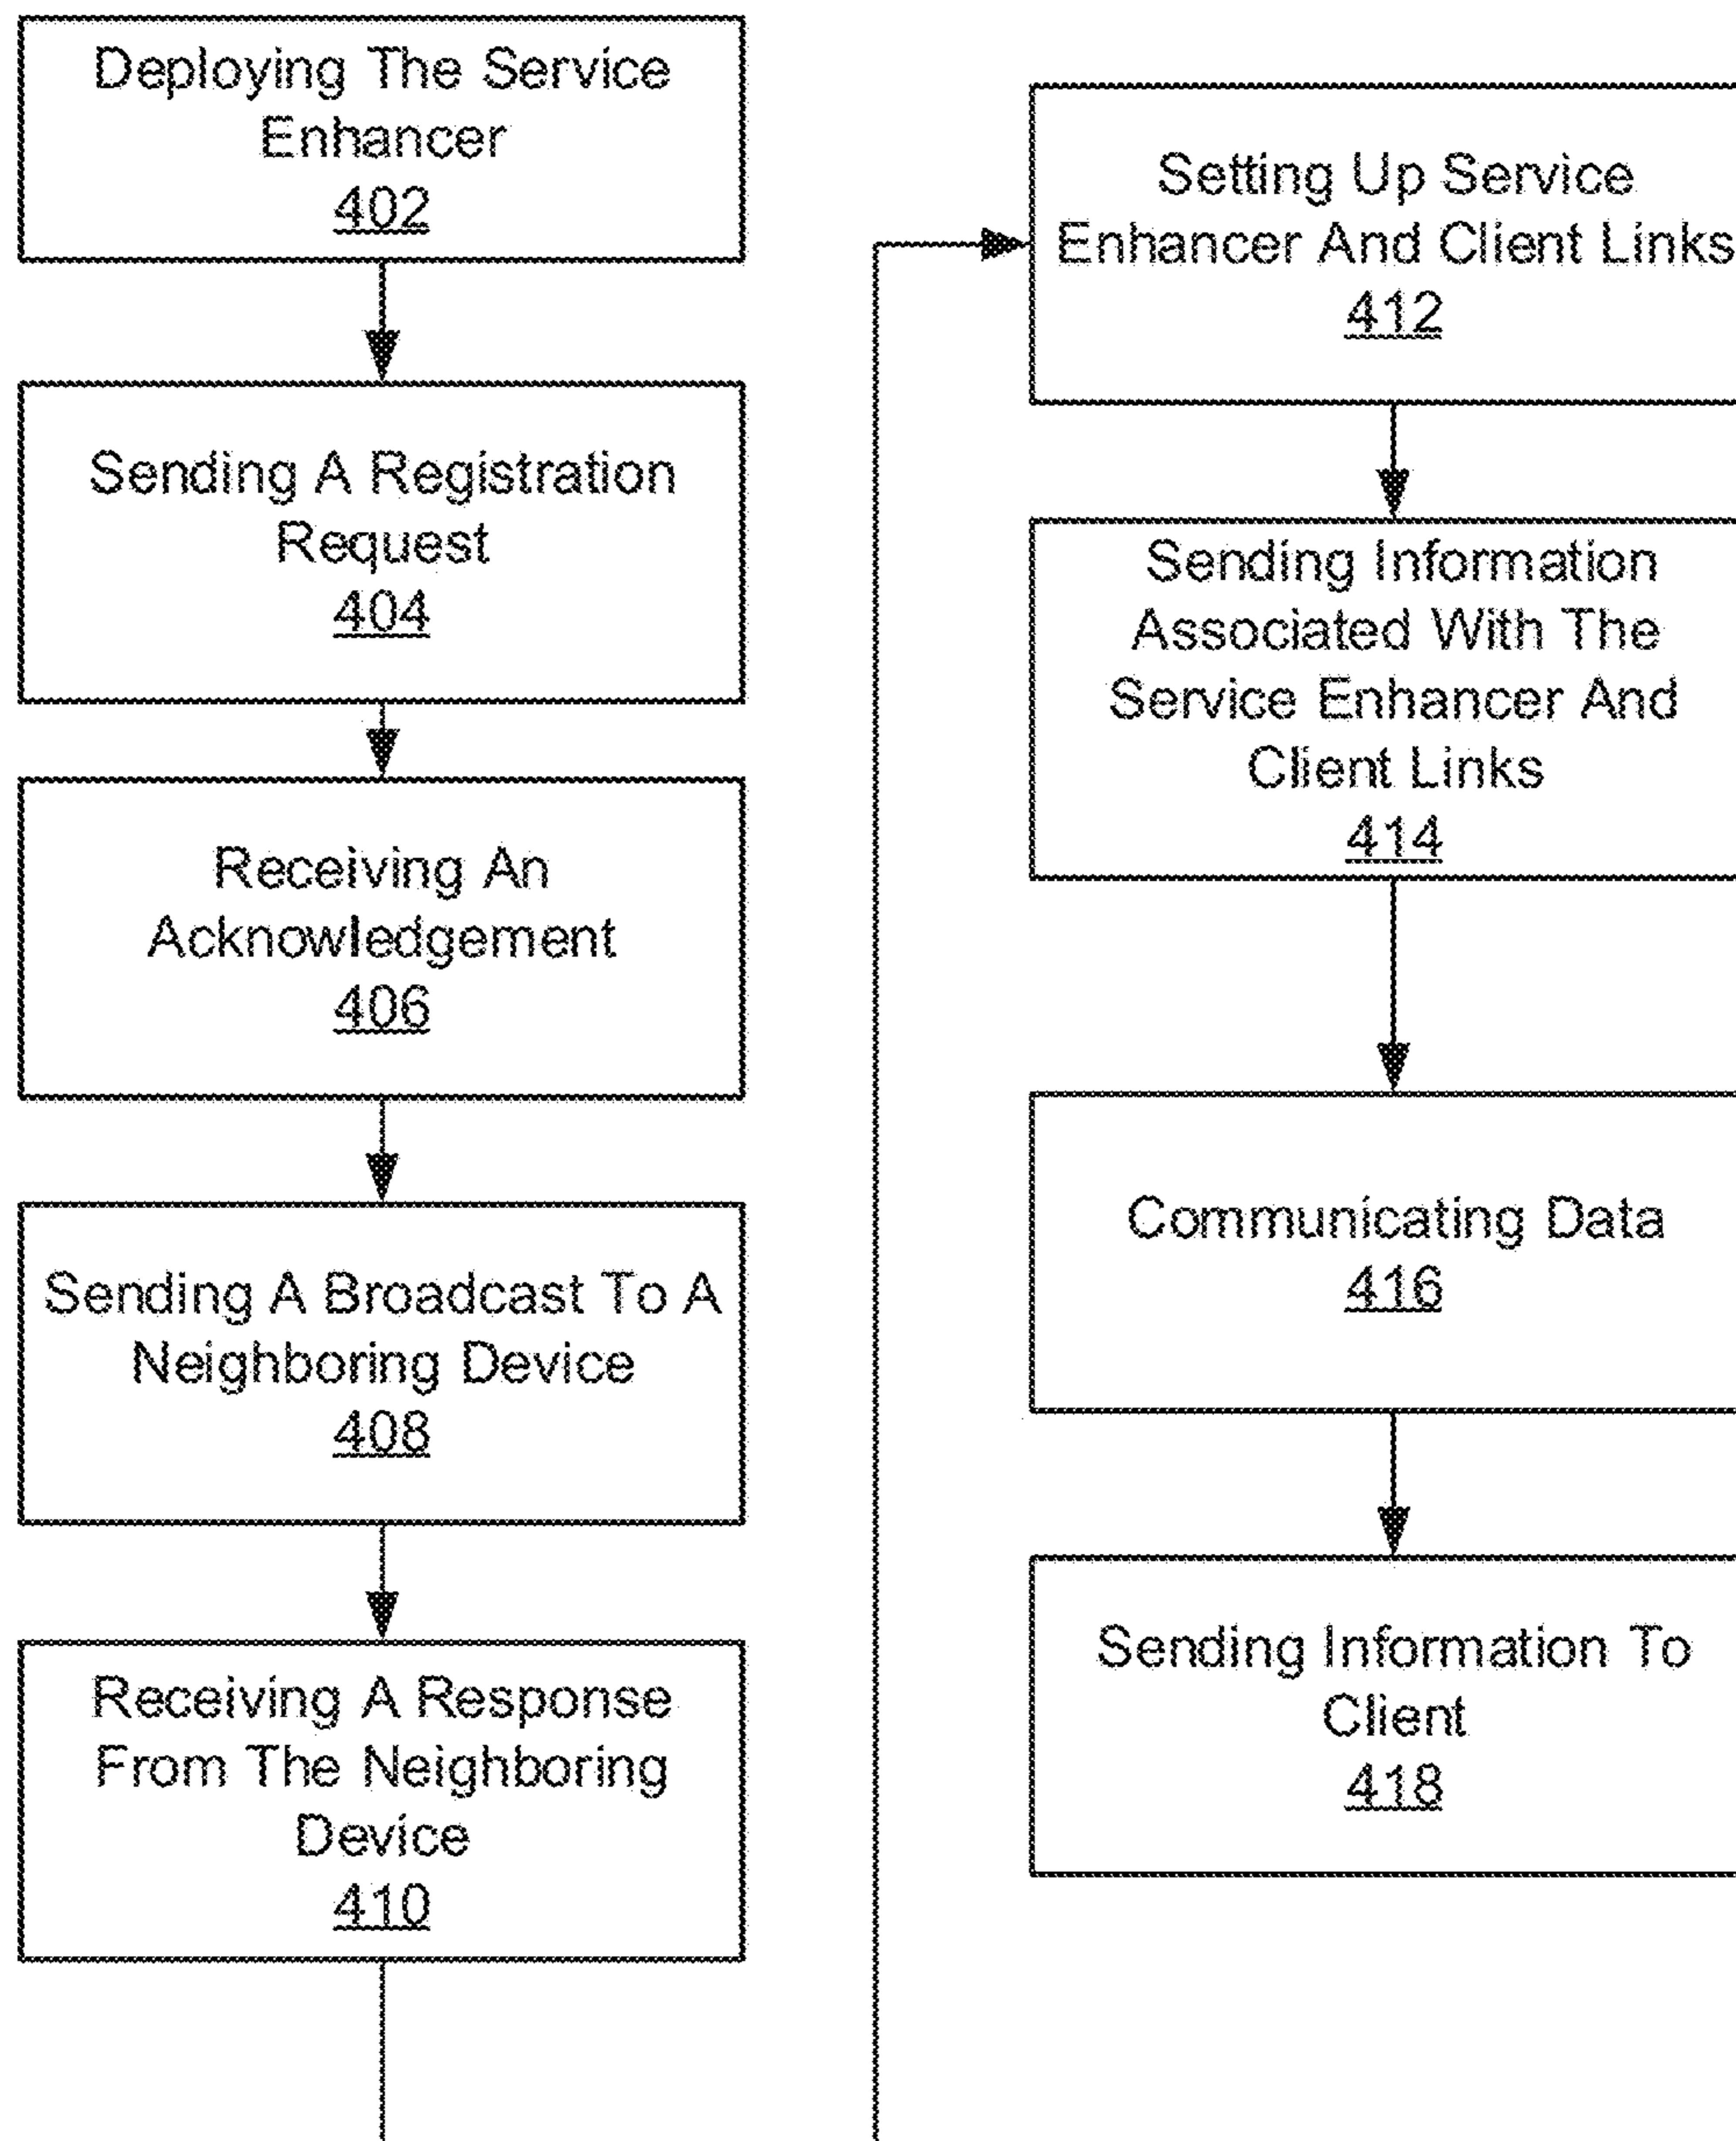 Deploying The Service
Enhancer
402
Sending A Registration
Request
404
Receiving An
Acknowledgement
406
Sending A Broadcast To A
Neighboring Device
408
Receiving A Response
From The Neighboring
Device
410
Setting Up Service
Enhancer And Client Links
412
Sending Information
Associated With The
Service Enhancer And
Client Links
414
Communicating Data
416
Sending Information To
Client
418